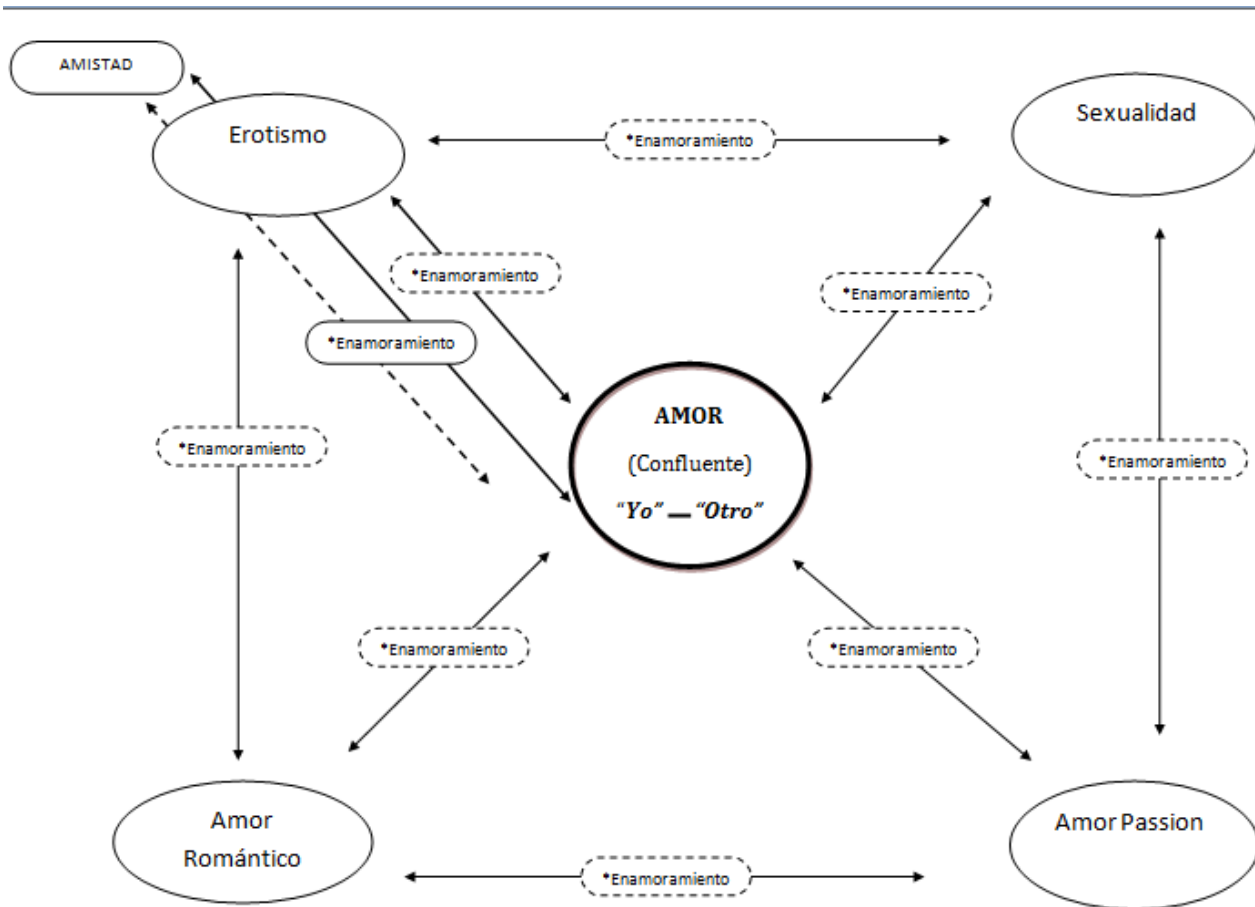 AMISTAD
Erotismo
Sexualidad
*Enamoramiento
*Enamoramiento
*Enamoramiento
*Enamoramiento
*Enamoramiento
*Enamoramiento
AMOR
(Confluente)
“Yo” — “Otro”
*Enamoramiento
*Enamoramiento
Amor
Romántico
Amor Passion
*Enamoramiento